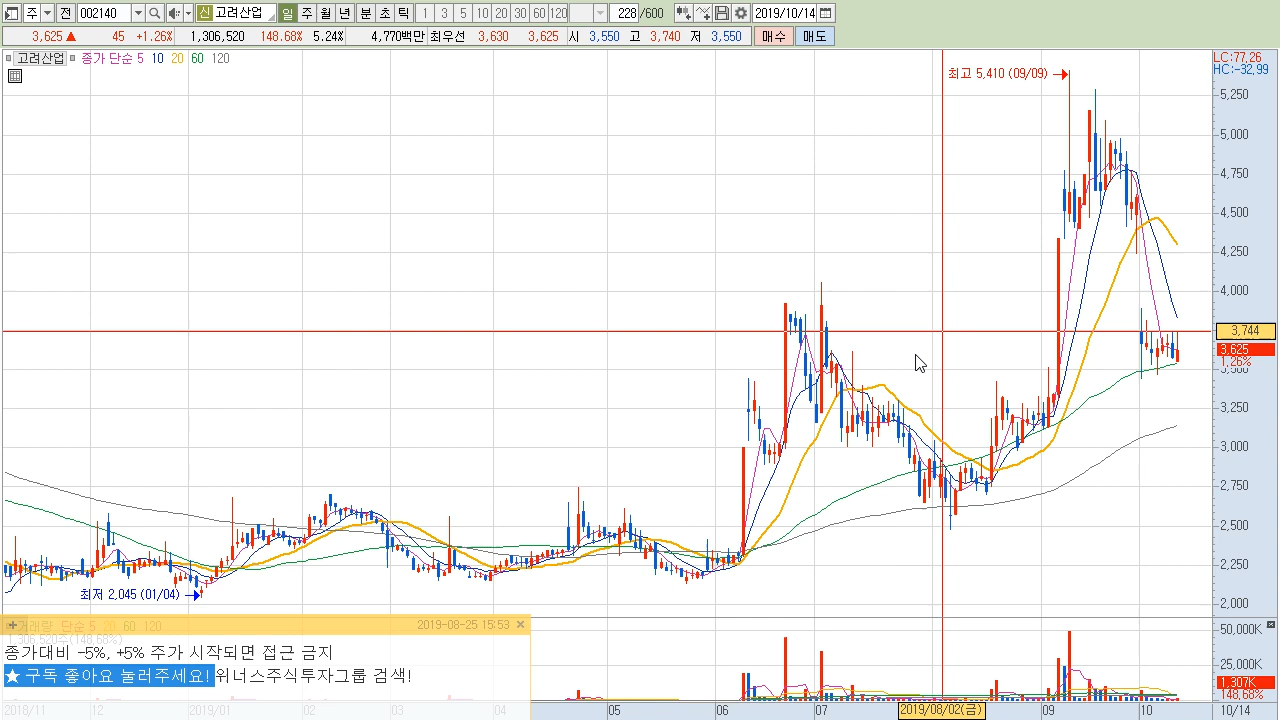 주 전 002140 신 고려산업 일 주 월 년 분 초 틱 1 3 5 10 20 30 60 120 228 /600 2019/10/14
3,625 ▲ 45 +1.26% 1,306,520 148.68% 5.24% 4,770백만 최우선 3,630 3,625 시 3,550 고 3,740 저 3,550 매수 매도
고려산업 종가 단순 5 10 20 60 120
LC:77,26
HC:-32,99
최고 5,410 (09/09)
5,250
5,000
4,750
4,500
4,250
4,000
3,744
3,625
1,26%
3,500
3,250
3,000
2,750
2,500
2,250
2,000
최저 2,045 (01/04)
거래량 단순 5 20 60 120
2019-08-25 15:53
1,306,520주(148.68%)
종가대비 -5%, +5% 주가 시작되면 접근 금지
★ 구독 좋아요 눌러주세요! 위너스주식투자그룹 검색!
50,000K
25,000K
1,307K
148,68%
2018/11 12 2019/01 02 03 04 05 06 07 2019/08/02(금) 09 10 10/14